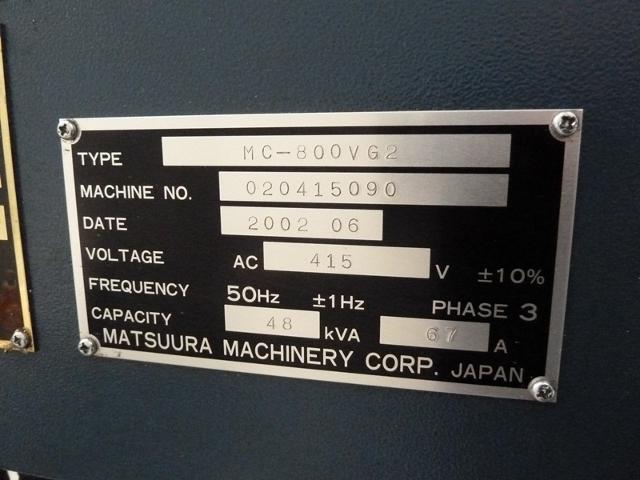 TYPE MC-800VG2
MACHINE NO. 020415090
DATE 2002 06
VOLTAGE AC 415 V ±10%
FREQUENCY 50Hz ±1Hz PHASE 3
CAPACITY 48 kVA 67 A
MATSUURA MACHINERY CORP. JAPAN